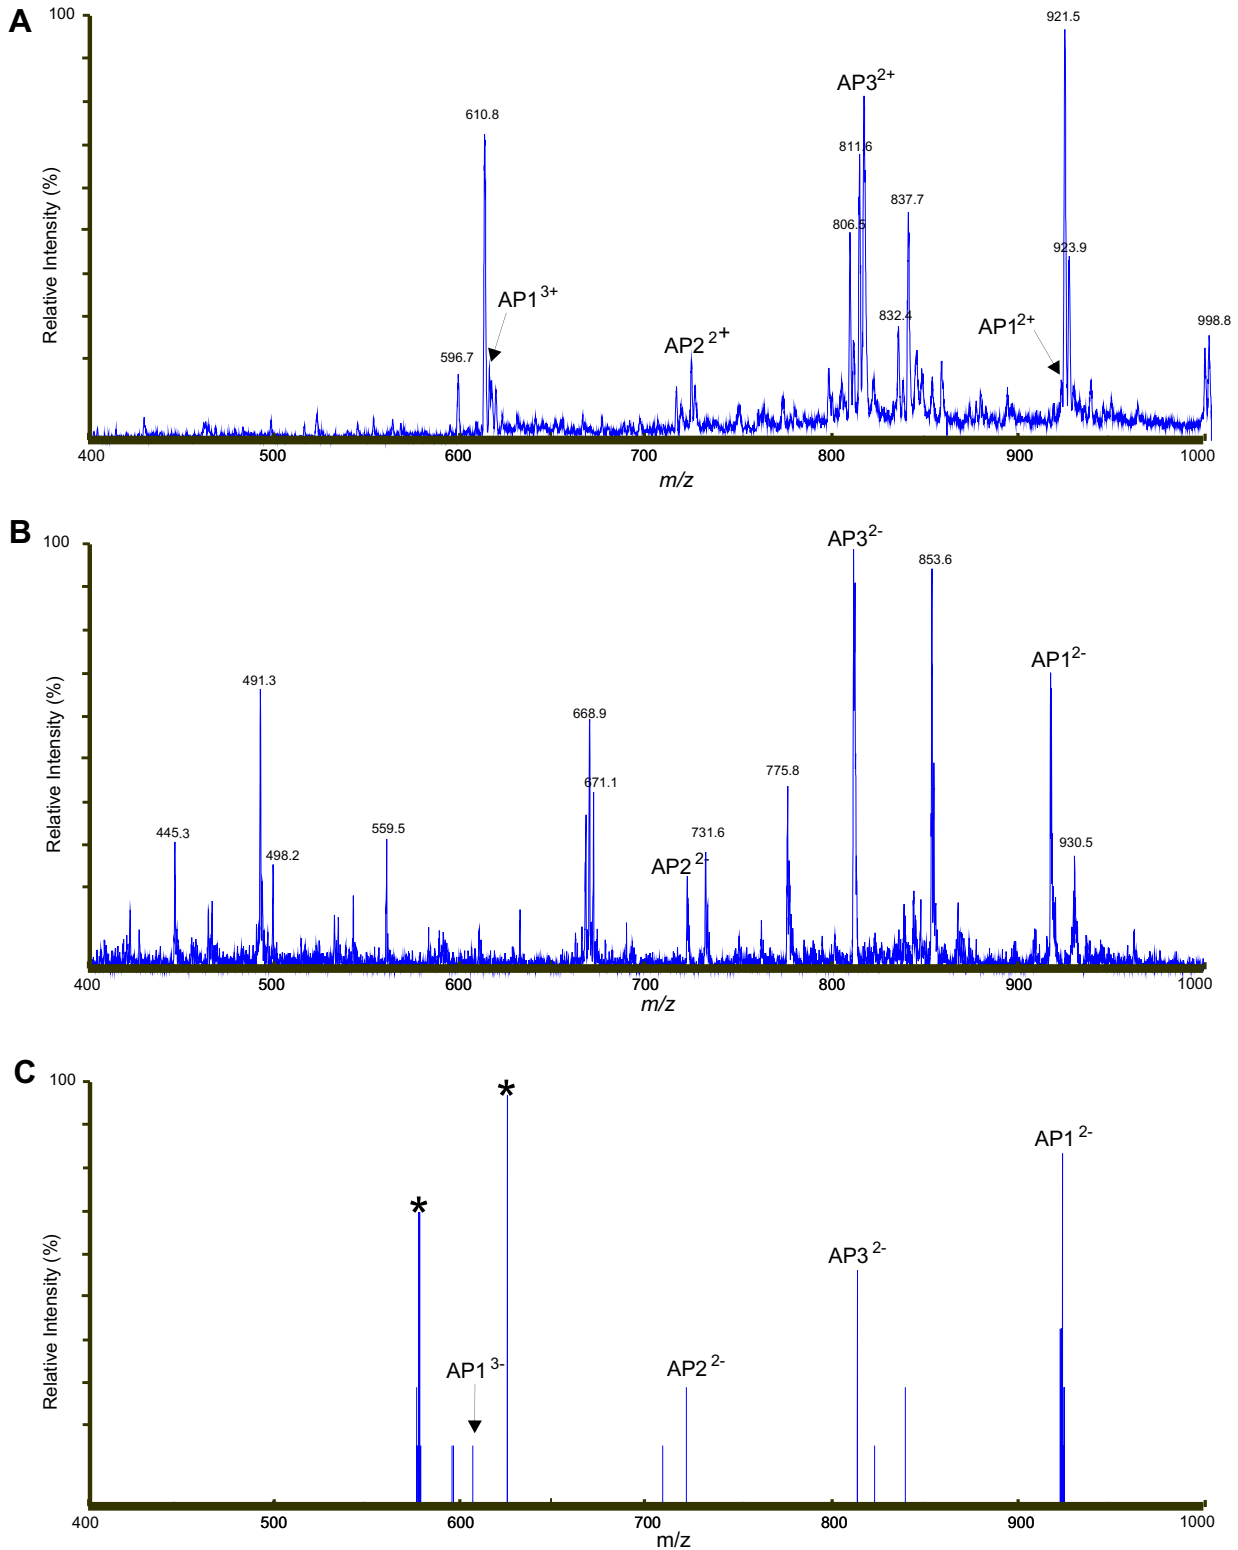 A
100
921.5
AP3 2+
610.8
811.6
837.7
806.5
923.9
AP1 3+
832.4
AP1 2+
998.8
AP2 2+
596.7
Relative Intensity (%)
400 500 600 700 800 900 1000
m/z
B
100
AP3 2-
853.6
AP1 2-
491.3
668.9
775.8
671.1
445.3
559.5
731.6
930.5
498.2
AP2 2-
Relative Intensity (%)
400 500 600 700 800 900 1000
m/z
C
100
*
AP1 2-
*
AP3 2-
AP1 3-
AP2 2-
Relative Intensity (%)
400 500 600 700 800 900 1000
m/z